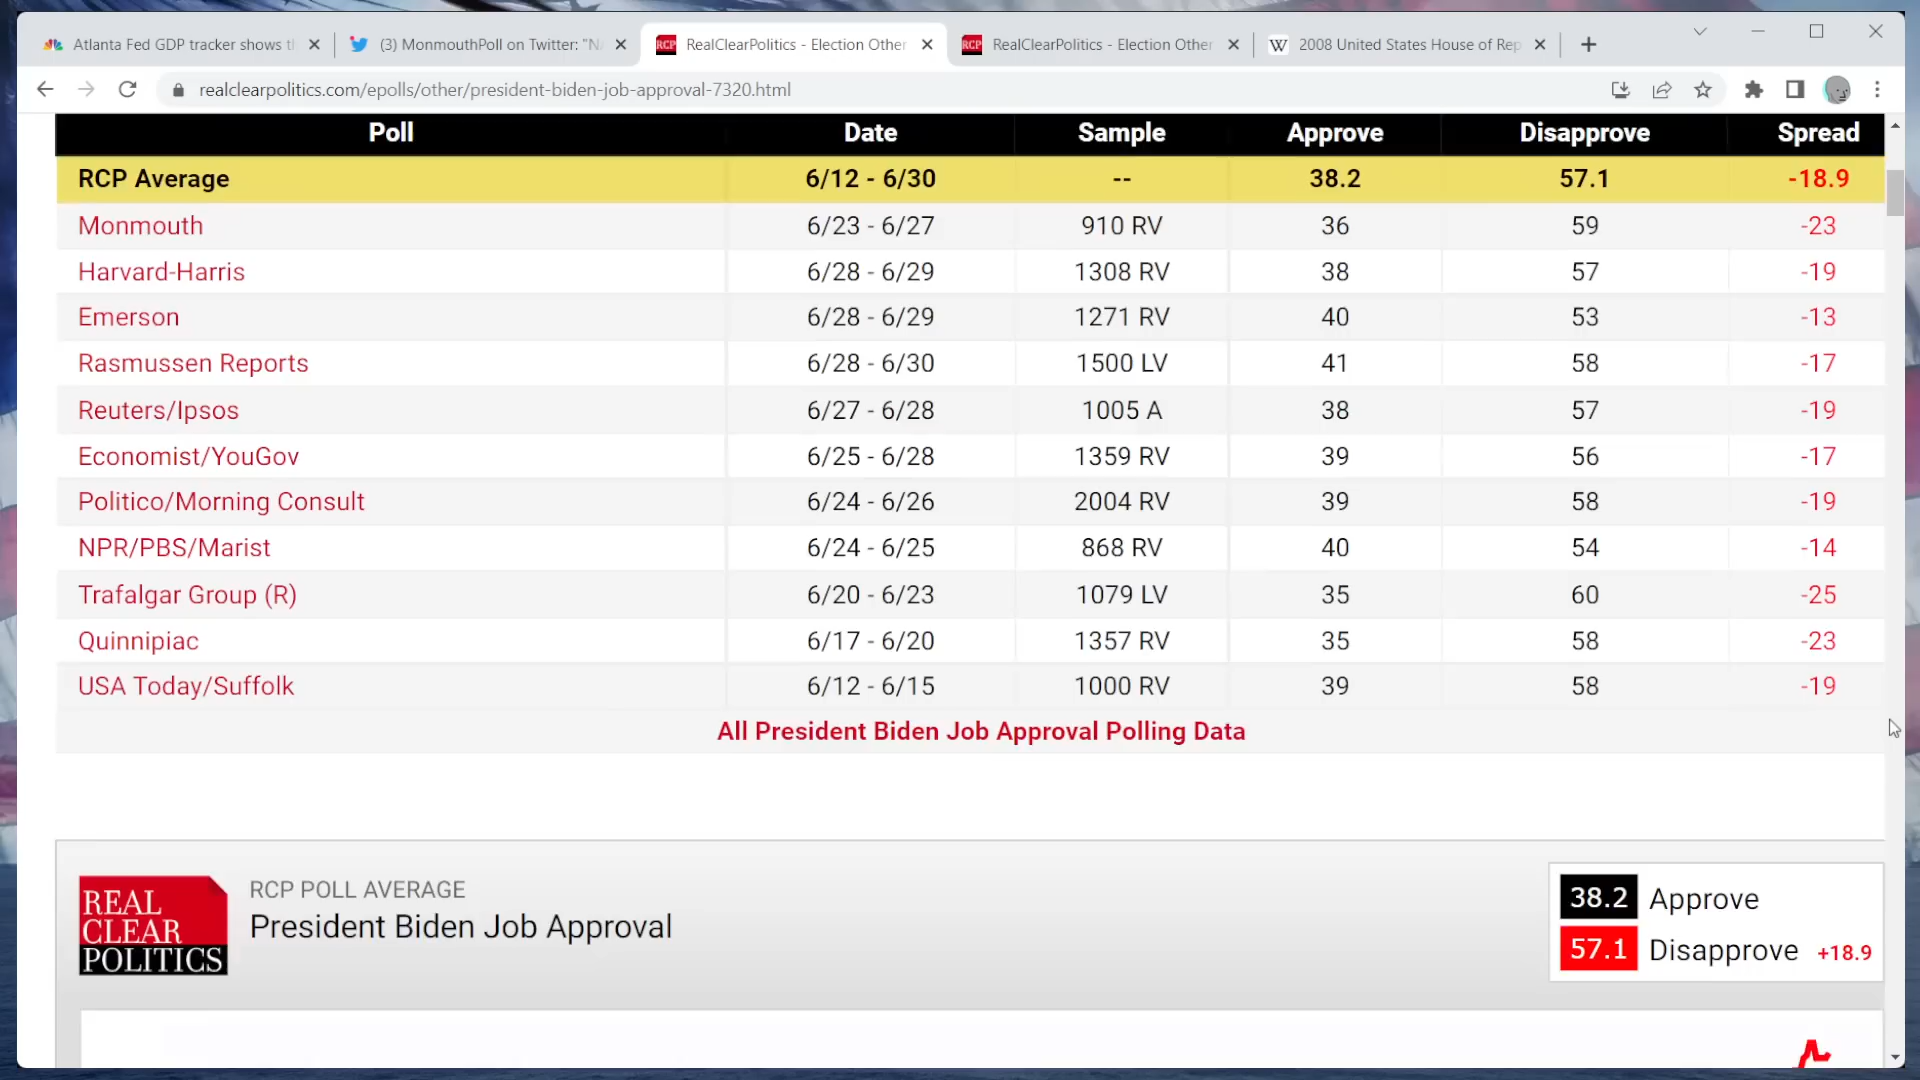 Atlanta Fed GDP tracker shows t
(3) MonmouthPoll on Twitter: "N
RCP RealClearPolitics - Election Other
RCP RealClearPolitics - Election Other
W 2008 United States House of Rep
realclearpolitics.com/epolls/other/president-biden-job-approval-7320.html
Poll Date Sample Approve Disapprove Spread
RCP Average 6/12 - 6/30 -- 38.2 57.1 -18.9
Monmouth 6/23 - 6/27 910 RV 36 59 -23
Harvard-Harris 6/28 - 6/29 1308 RV 38 57 -19
Emerson 6/28 - 6/29 1271 RV 40 53 -13
Rasmussen Reports 6/28 - 6/30 1500 LV 41 58 -17
Reuters/Ipsos 6/27 - 6/28 1005 A 38 57 -19
Economist/YouGov 6/25 - 6/28 1359 RV 39 56 -17
Politico/Morning Consult 6/24 - 6/26 2004 RV 39 58 -19
NPR/PBS/Marist 6/24 - 6/25 868 RV 40 54 -14
Trafalgar Group (R) 6/20 - 6/23 1079 LV 35 60 -25
Quinnipiac 6/17 - 6/20 1357 RV 35 58 -23
USA Today/Suffolk 6/12 - 6/15 1000 RV 39 58 -19
All President Biden Job Approval Polling Data
REAL
CLEAR
POLITICS
RCP POLL AVERAGE
President Biden Job Approval
38.2 Approve
57.1 Disapprove +18.9